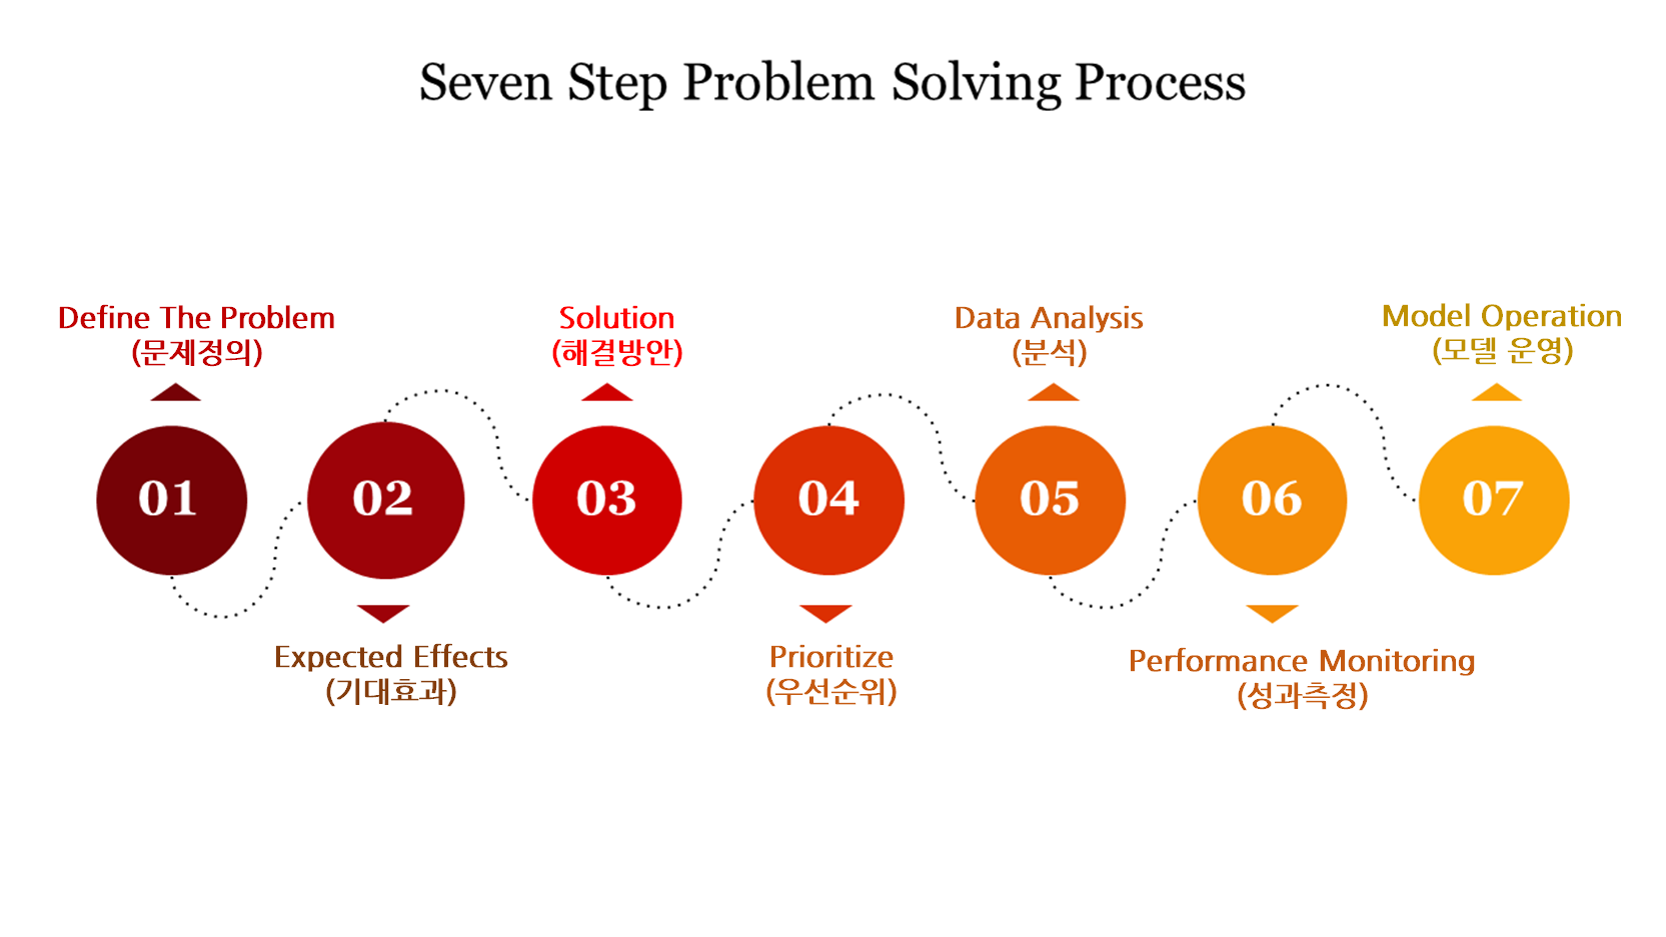 Seven Step Problem Solving Process
Define The Problem
(문제정의)
Solution
(해결방안)
Data Analysis
(분석)
Model Operation
(모델 운영)
01
02
03
04
05
06
07
Expected Effects
(기대효과)
Prioritize
(우선순위)
Performance Monitoring
(성과측정)